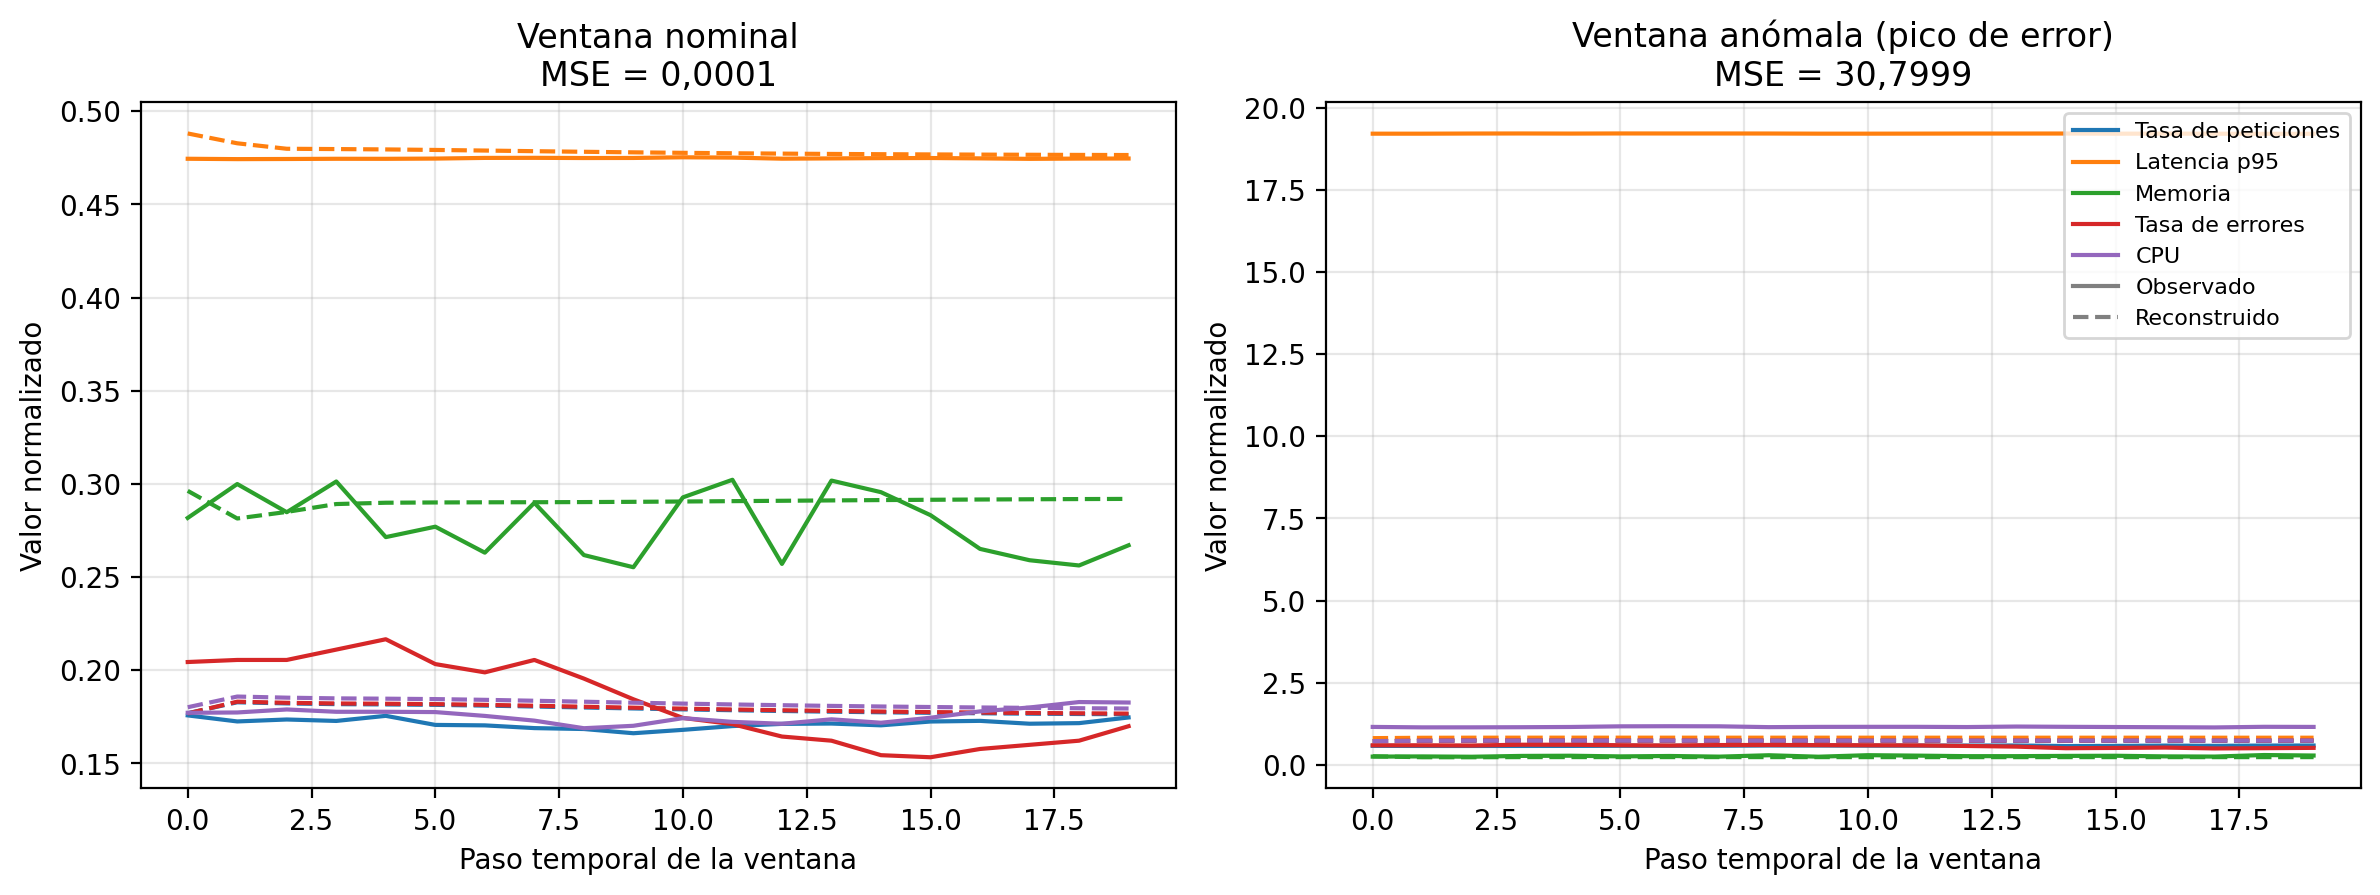 Ventana nominal
MSE = 0,0001
Valor normalizado
0.50
0.45
0.40
0.35
0.30
0.25
0.20
0.15
0.0 2.5 5.0 7.5 10.0 12.5 15.0 17.5
Paso temporal de la ventana
Ventana anómala (pico de error)
MSE = 30,7999
Valor normalizado
20.0
17.5
15.0
12.5
10.0
7.5
5.0
2.5
0.0
0.0 2.5 5.0 7.5 10.0 12.5 15.0 17.5
Paso temporal de la ventana
Tasa de peticiones
Latencia p95
Memoria
Tasa de errores
CPU
Observado
Reconstruido